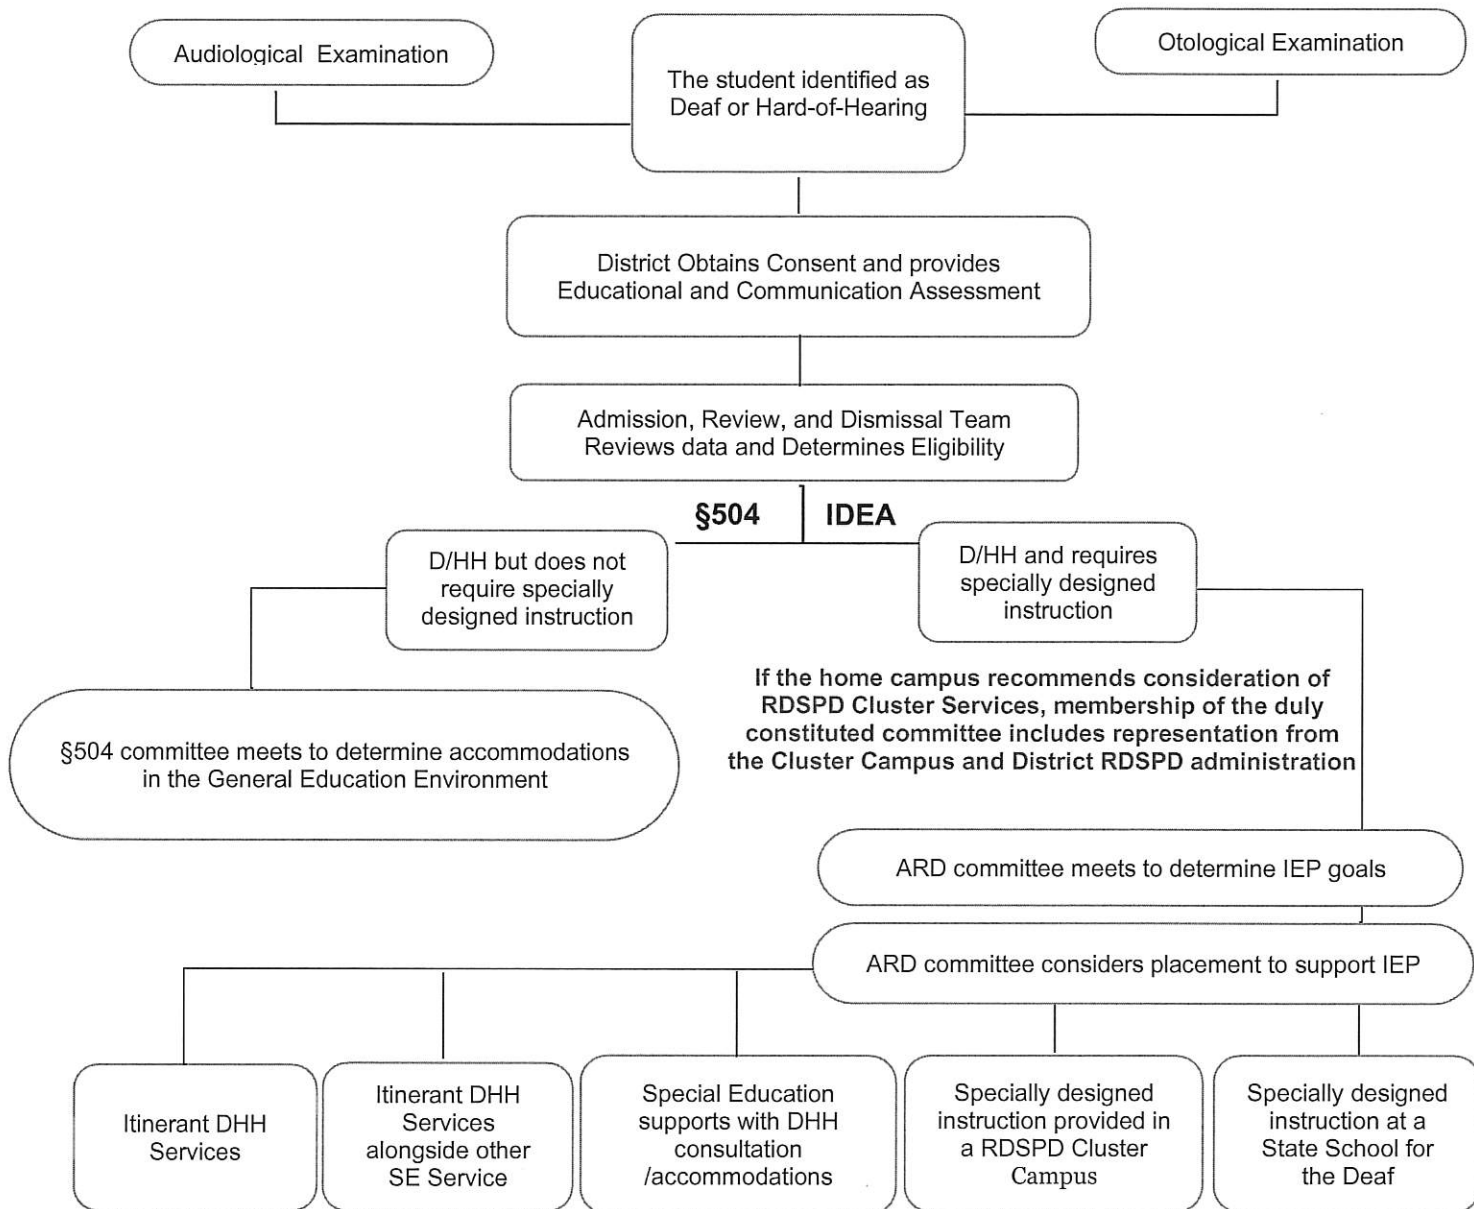 Audiological Examination
The student identified as
Deaf or Hard-of-Hearing
Otological Examination
District Obtains Consent and provides
Educational and Communication Assessment
Admission, Review, and Dismissal Team
Reviews data and Determines Eligibility
§504
IDEA
D/HH but does not
require specially
designed instruction
D/HH and requires
specially designed
instruction
§504 committee meets to determine accommodations
in the General Education Environment
If the home campus recommends consideration of
RDSPD Cluster Services, membership of the duly
constituted committee includes representation from
the Cluster Campus and District RDSPD administration
ARD committee meets to determine IEP goals
ARD committee considers placement to support IEP
Itinerant DHH
Services
Itinerant DHH
Services
alongside other
SE Service
Special Education
supports with DHH
consultation
/accommodations
Specially designed
instruction provided in
a RDSPD Cluster
Campus
Specially designed
instruction at a
State School for
the Deaf